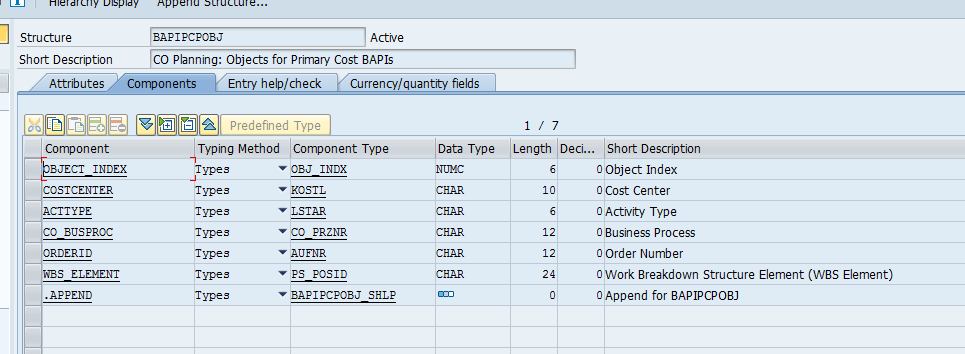 Hierarchy Display Append Structure...
Structure BAPIPCPOBJ Active
Short Description CO Planning: Objects for Primary Cost BAPIs
Attributes Components Entry help/check Currency/quantity fields
Predefined Type 1 / 7
Component Typing Method Component Type Data Type Length Deci... Short Description
OBJECT_INDEX Types OBJ_INDX NUMC 6 0 Object Index
COSTCENTER Types KOSTL CHAR 10 0 Cost Center
ACTTYPE Types LSTAR CHAR 6 0 Activity Type
CO_BUSPROC Types CO_PRZNR CHAR 12 0 Business Process
ORDERID Types AUFNR CHAR 12 0 Order Number
WBS_ELEMENT Types PS_POSID CHAR 24 0 Work Breakdown Structure Element (WBS Element)
.APPEND Types BAPIPCPOBJ_SHLP 0 0 Append for BAPIPCPOBJ